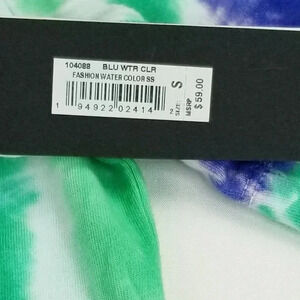 104088 BLU WTR CLR
FASHION WATER COLOR SS
1 94922 02414
SIZE: S
MSRP $59.00